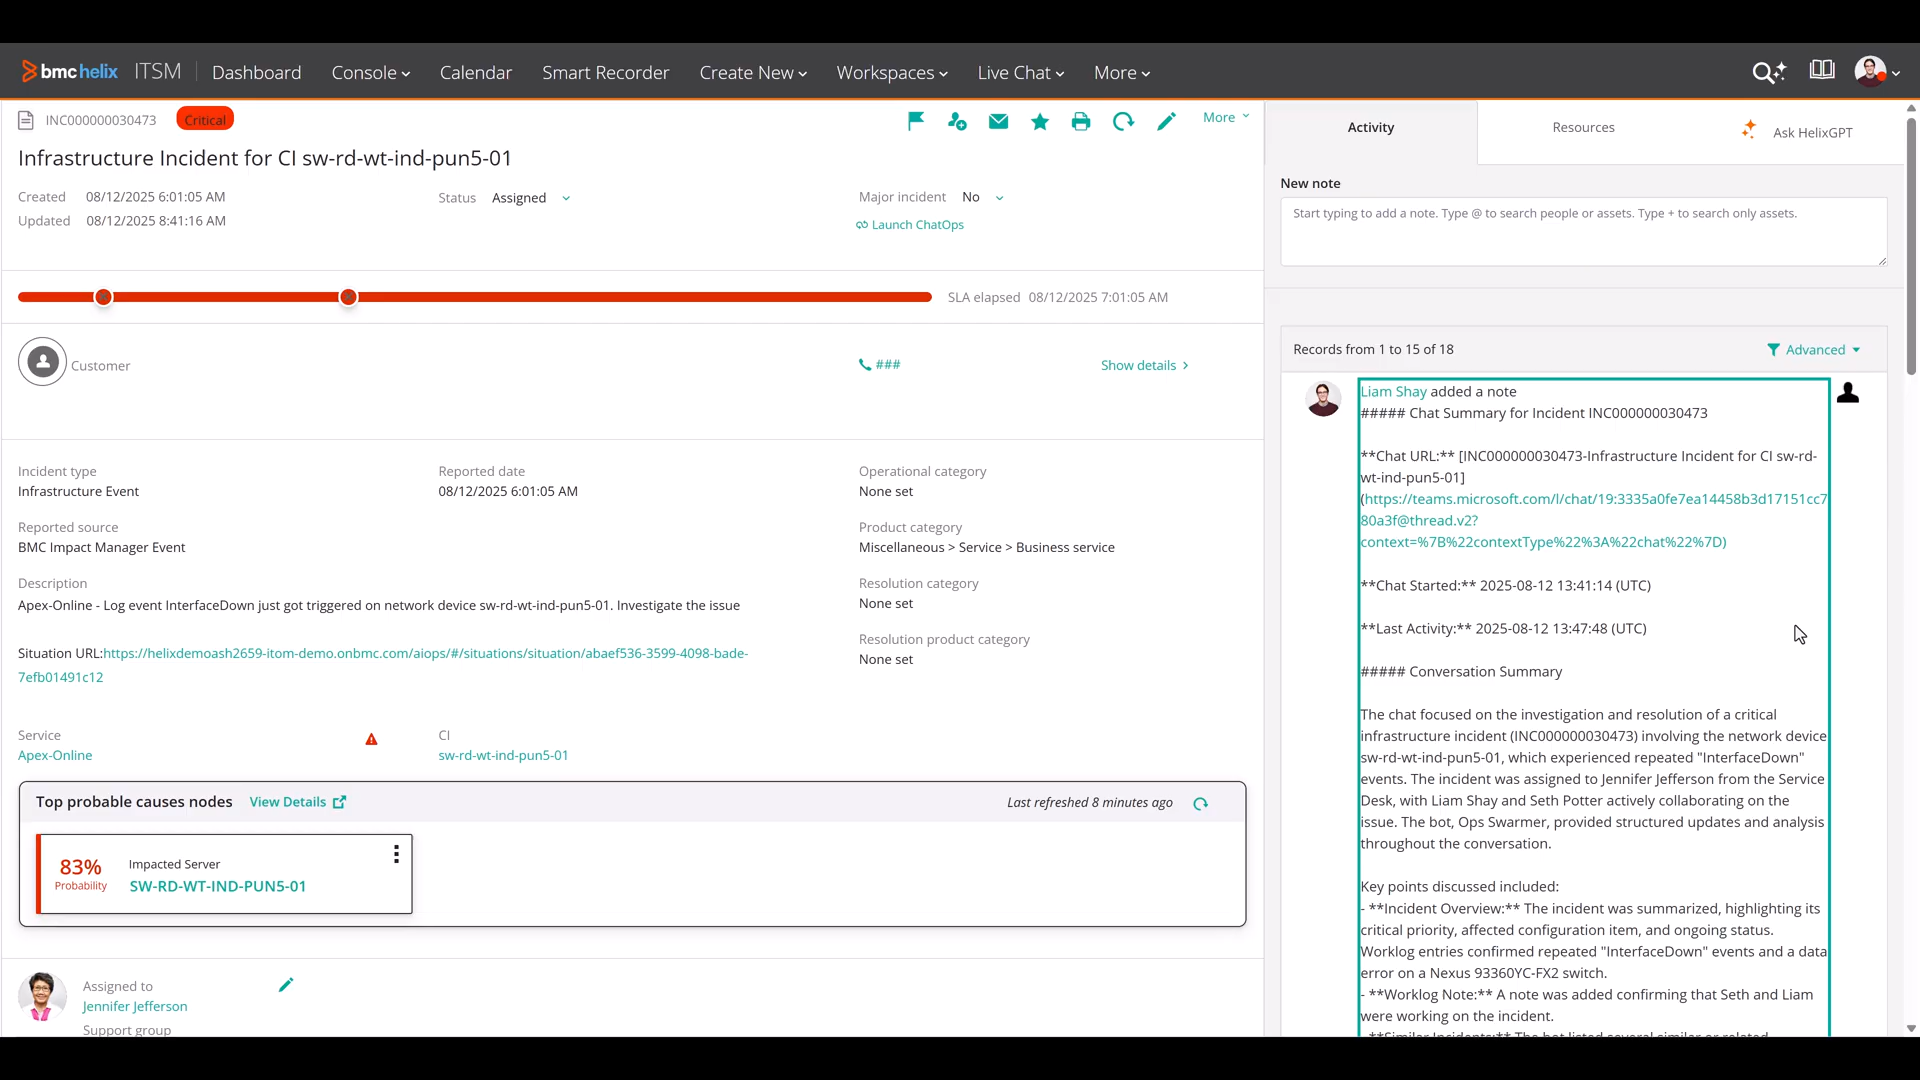 bmc helix ITSM Dashboard Console Calendar Smart Recorder Create New Workspaces Live Chat More
INC000000030473 Critical More
Infrastructure Incident for CI sw-rd-wt-ind-pun5-01
Created 08/12/2025 6:01:05 AM Status Assigned Major incident No
Updated 08/12/2025 8:41:16 AM Launch ChatOps
SLA elapsed 08/12/2025 7:01:05 AM
Customer ### Show details
Incident type Reported date Operational category
Infrastructure Event 08/12/2025 6:01:05 AM None set
Reported source Product category
BMC Impact Manager Event Miscellaneous > Service > Business service
Description Resolution category
Apex-Online - Log event InterfaceDown just got triggered on network device sw-rd-wt-ind-pun5-01. Investigate the issue None set
Resolution product category
Situation URL:https://helixdemoash2659-itom-demo.onbmc.com/aiops/#/situations/situation/abaef536-3599-4098-bade- None set
7efb01491c12
Service CI
Apex-Online sw-rd-wt-ind-pun5-01
Top probable causes nodes View Details Last refreshed 8 minutes ago
83% Impacted Server
Probability SW-RD-WT-IND-PUN5-01
Assigned to
Jennifer Jefferson
Support group
Activity Resources Ask HelixGPT
New note
Start typing to add a note. Type @ to search people or assets. Type + to search only assets.
Records from 1 to 15 of 18 Advanced
Liam Shay added a note
##### Chat Summary for Incident INC000000030473
**Chat URL:** [INC000000030473-Infrastructure Incident for CI sw-rd-
wt-ind-pun5-01]
(https://teams.microsoft.com/l/chat/19:3335a0fe7ea14458b3d17151cc7
80a3f@thread.v2?
context=%7B%22contextType%22%3A%22chat%22%7D)
**Chat Started:** 2025-08-12 13:41:14 (UTC)
**Last Activity:** 2025-08-12 13:47:48 (UTC)
##### Conversation Summary
The chat focused on the investigation and resolution of a critical
infrastructure incident (INC000000030473) involving the network device
sw-rd-wt-ind-pun5-01, which experienced repeated "InterfaceDown"
events. The incident was assigned to Jennifer Jefferson from the Service
Desk, with Liam Shay and Seth Potter actively collaborating on the
issue. The bot, Ops Swarmer, provided structured updates and analysis
throughout the conversation.
Key points discussed included:
- **Incident Overview:** The incident was summarized, highlighting its
critical priority, affected configuration item, and ongoing status.
Worklog entries confirmed repeated "InterfaceDown" events and a data
error on a Nexus 93360YC-FX2 switch.
- **Worklog Note:** A note was added confirming that Seth and Liam
were working on the incident.
- **Similar Incidents:** The bot listed several similar or related